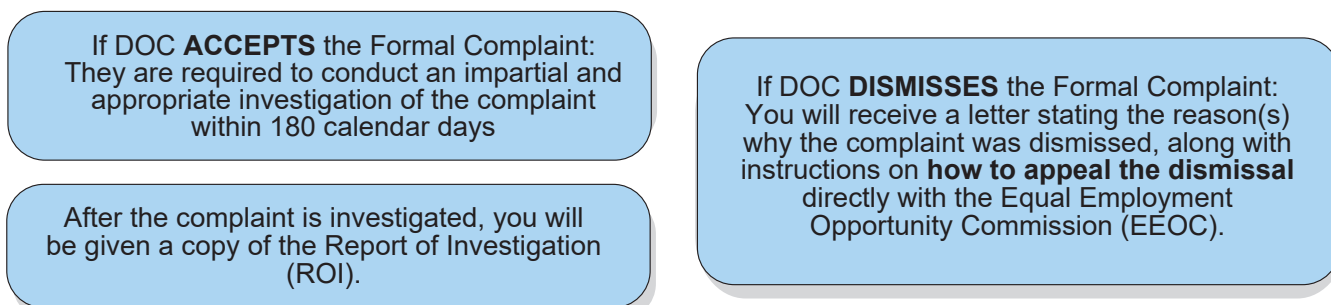 If DOC ACCEPTS the Formal Complaint:
They are required to conduct an impartial and
appropriate investigation of the complaint
within 180 calendar days
After the complaint is investigated, you will
be given a copy of the Report of Investigation
(ROI).
If DOC DISMISSES the Formal Complaint:
You will receive a letter stating the reason(s)
why the complaint was dismissed, along with
instructions on how to appeal the dismissal
directly with the Equal Employment
Opportunity Commission (EEOC).